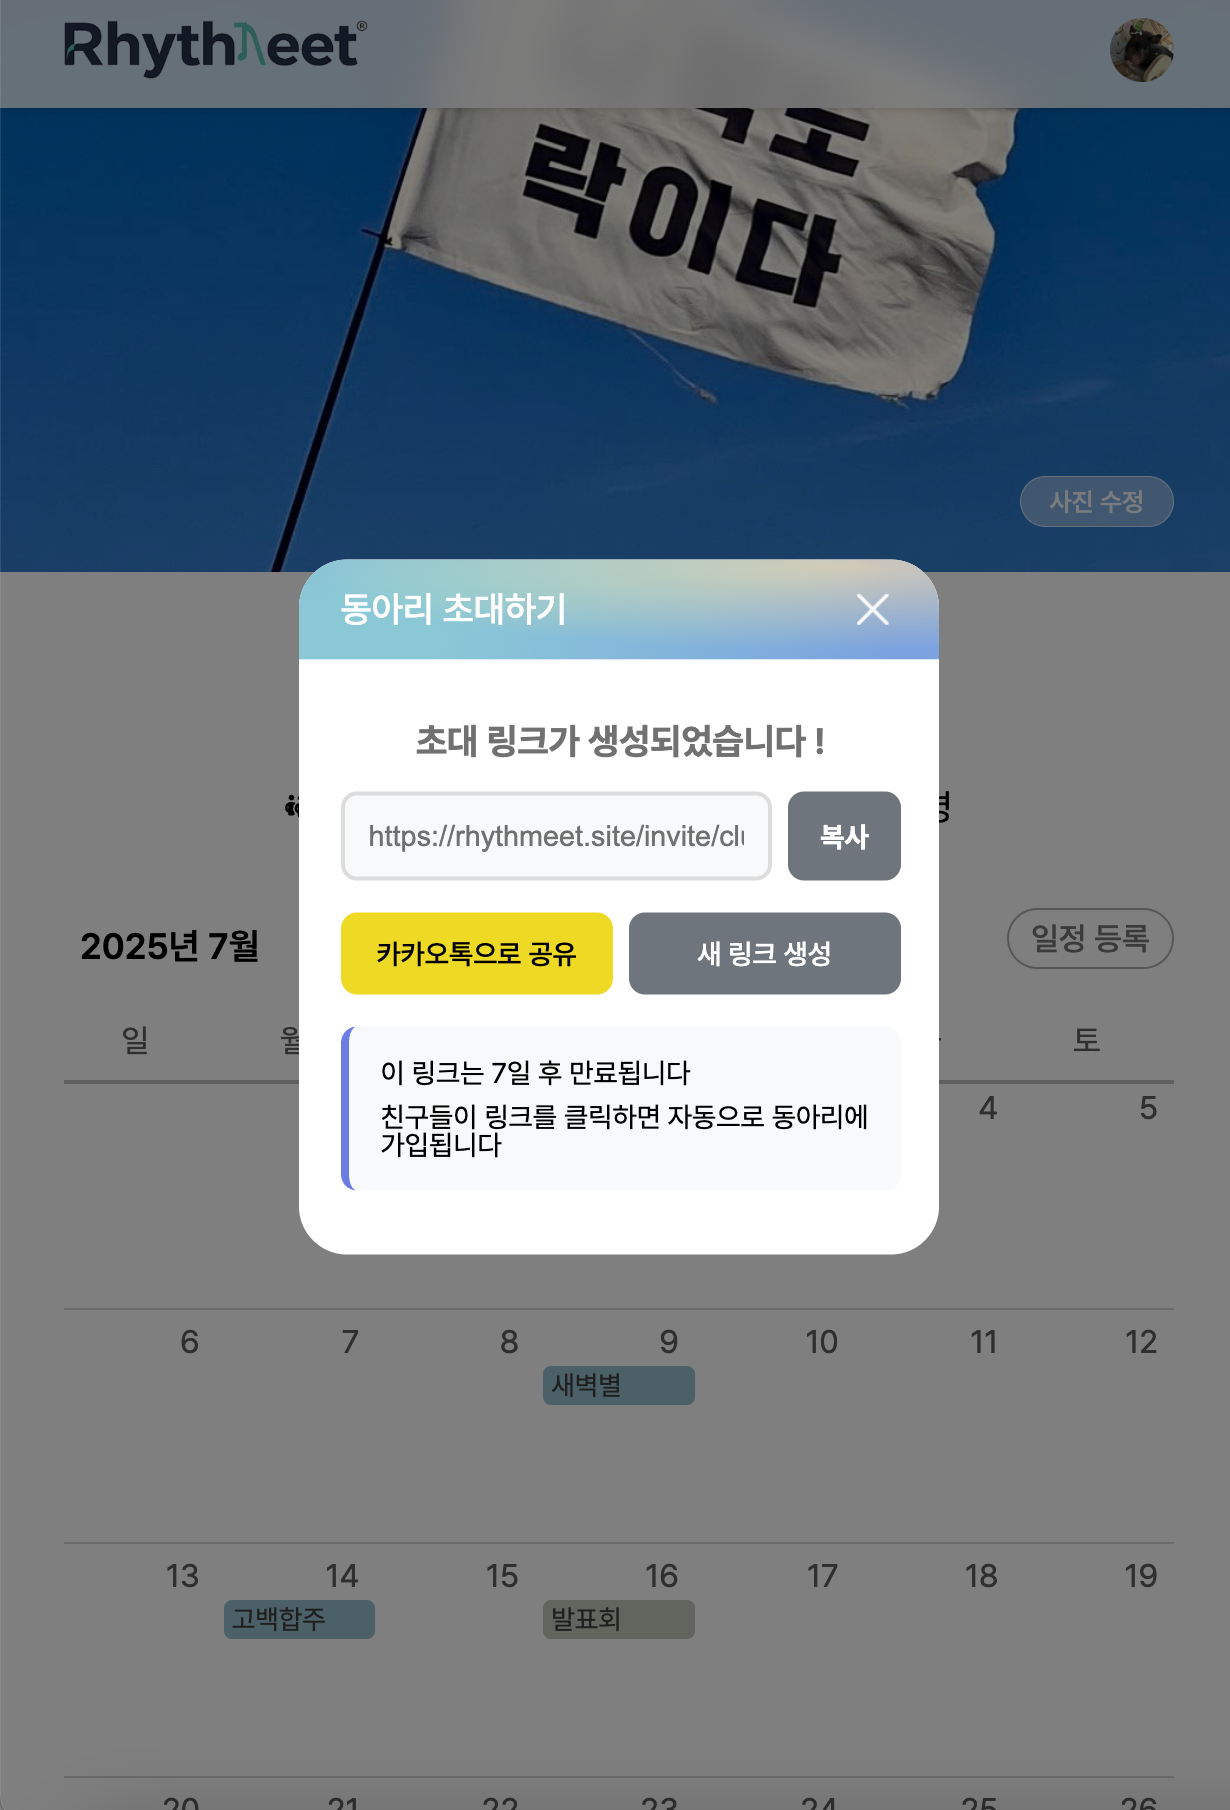 RhythMeet®
락이다
사진 수정
동아리 초대하기
초대 링크가 생성되었습니다 !
https://rhythmeet.site/invite/cl
복사
카카오톡으로 공유
새 링크 생성
이 링크는 7일 후 만료됩니다
친구들이 링크를 클릭하면 자동으로 동아리에
가입됩니다
2025년 7월
일정 등록
일 월 토
4 5
6 7 8 9 10 11 12
새벽별
13 14 15 16 17 18 19
고백합주 발표회
20 21 22 23 24 25 26